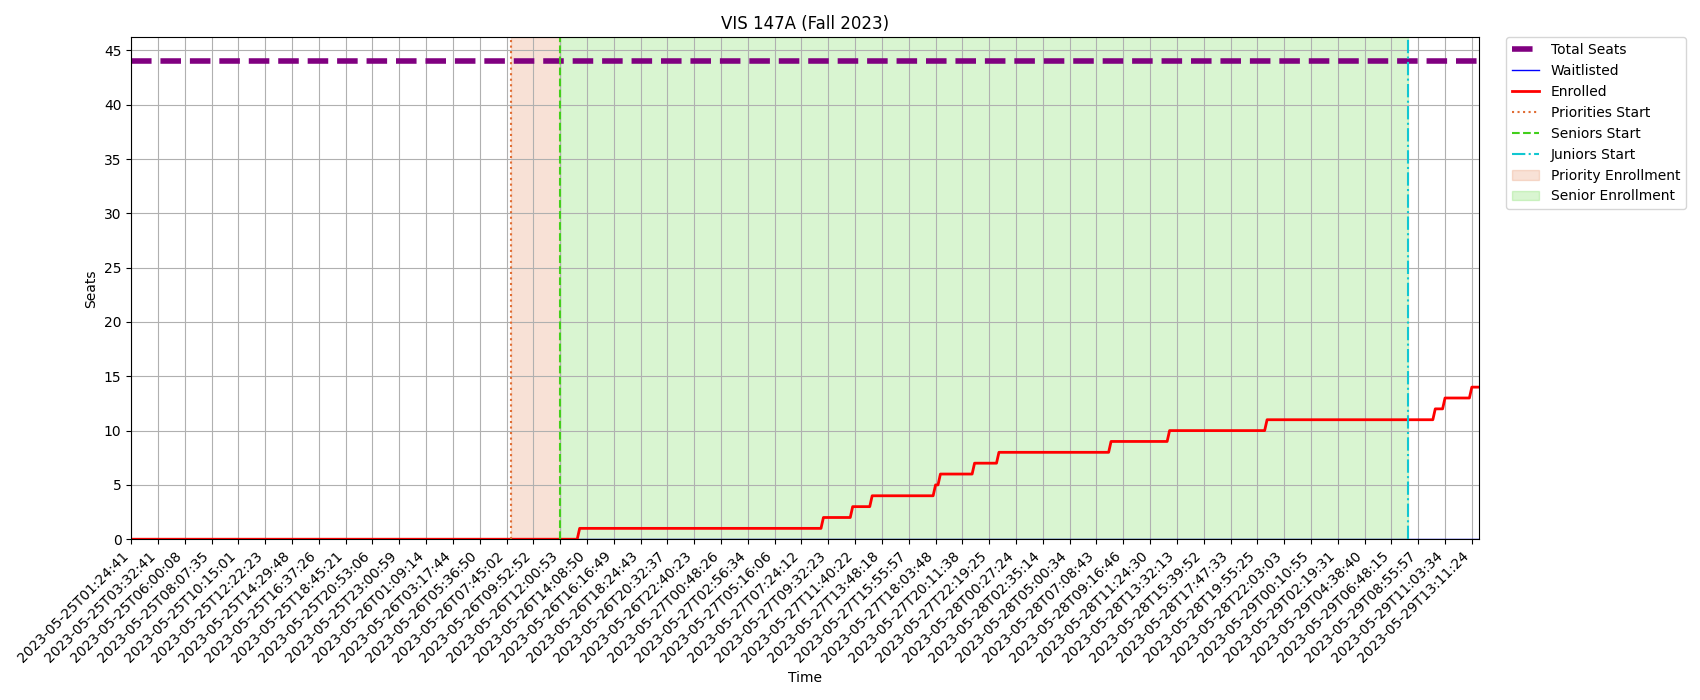 VIS 147A (Fall 2023)
45
40
35
30
25
20
15
10
5
0
Seats
2023-05-25T01:24:41
2023-05-25T03:32:41
2023-05-25T06:00:08
2023-05-25T08:07:35
2023-05-25T10:15:01
2023-05-25T12:22:23
2023-05-25T14:29:48
2023-05-25T16:37:26
2023-05-25T18:45:21
2023-05-25T20:53:06
2023-05-25T23:00:59
2023-05-26T01:09:14
2023-05-26T03:17:44
2023-05-26T05:36:50
2023-05-26T07:45:02
2023-05-26T09:52:52
2023-05-26T12:00:53
2023-05-26T14:08:50
2023-05-26T16:16:49
2023-05-26T18:24:43
2023-05-26T20:32:37
2023-05-26T22:40:23
2023-05-27T00:48:26
2023-05-27T02:56:34
2023-05-27T05:16:06
2023-05-27T07:24:12
2023-05-27T09:32:23
2023-05-27T11:40:22
2023-05-27T13:48:18
2023-05-27T15:55:57
2023-05-27T18:03:48
2023-05-27T20:11:38
2023-05-27T22:19:25
2023-05-28T00:27:24
2023-05-28T02:35:14
2023-05-28T05:00:34
2023-05-28T07:08:43
2023-05-28T09:16:46
2023-05-28T11:24:30
2023-05-28T13:32:13
2023-05-28T15:39:52
2023-05-28T17:47:33
2023-05-28T19:55:25
2023-05-28T22:03:03
2023-05-29T00:10:55
2023-05-29T02:19:31
2023-05-29T04:38:40
2023-05-29T06:48:15
2023-05-29T08:55:57
2023-05-29T11:03:34
2023-05-29T13:11:24
Time
Total Seats
Waitlisted
Enrolled
Priorities Start
Seniors Start
Juniors Start
Priority Enrollment
Senior Enrollment